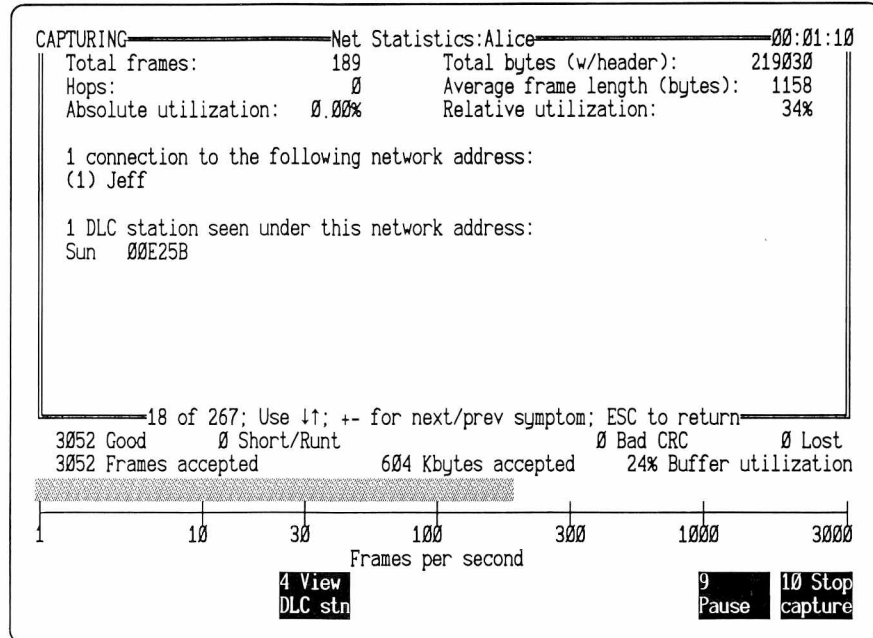 CAPTURING Net Statistics:Alice 00:01:10
Total frames: 189 Total bytes (w/header): 219030
Hops: 0 Average frame length (bytes): 1158
Absolute utilization: 0.00% Relative utilization: 34%
1 connection to the following network address:
(1) Jeff
1 DLC station seen under this network address:
Sun 00E25B
18 of 267; Use ↓↑; +- for next/prev symptom; ESC to return
3052 Good 0 Short/Runt 0 Bad CRC 0 Lost
3052 Frames accepted 604 Kbytes accepted 24% Buffer utilization
1 10 30 100 300 1000 3000
Frames per second
4 View 9 10 Stop
DLC stn Pause capture